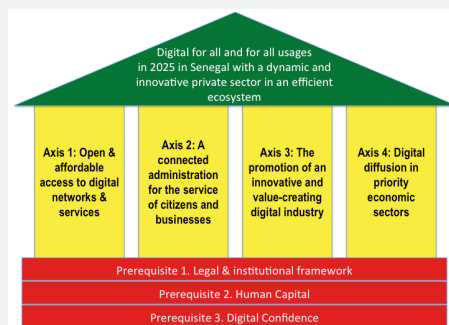 Digital for all and for all usages
in 2025 in Senegal with a dynamic and
innovative private sector in an efficient
ecosystem
Axis 1: Open &
affordable
access to digital
networks &
services
Axis 2: A
connected
administration
for the service
of citizens and
businesses
Axis 3: The
promotion of an
innovative and
value-creating
digital industry
Axis 4: Digital
diffusion in
priority
economic
sectors
Prerequisite 1. Legal & institutional framework
Prerequisite 2. Human Capital
Prerequisite 3. Digital Confidence